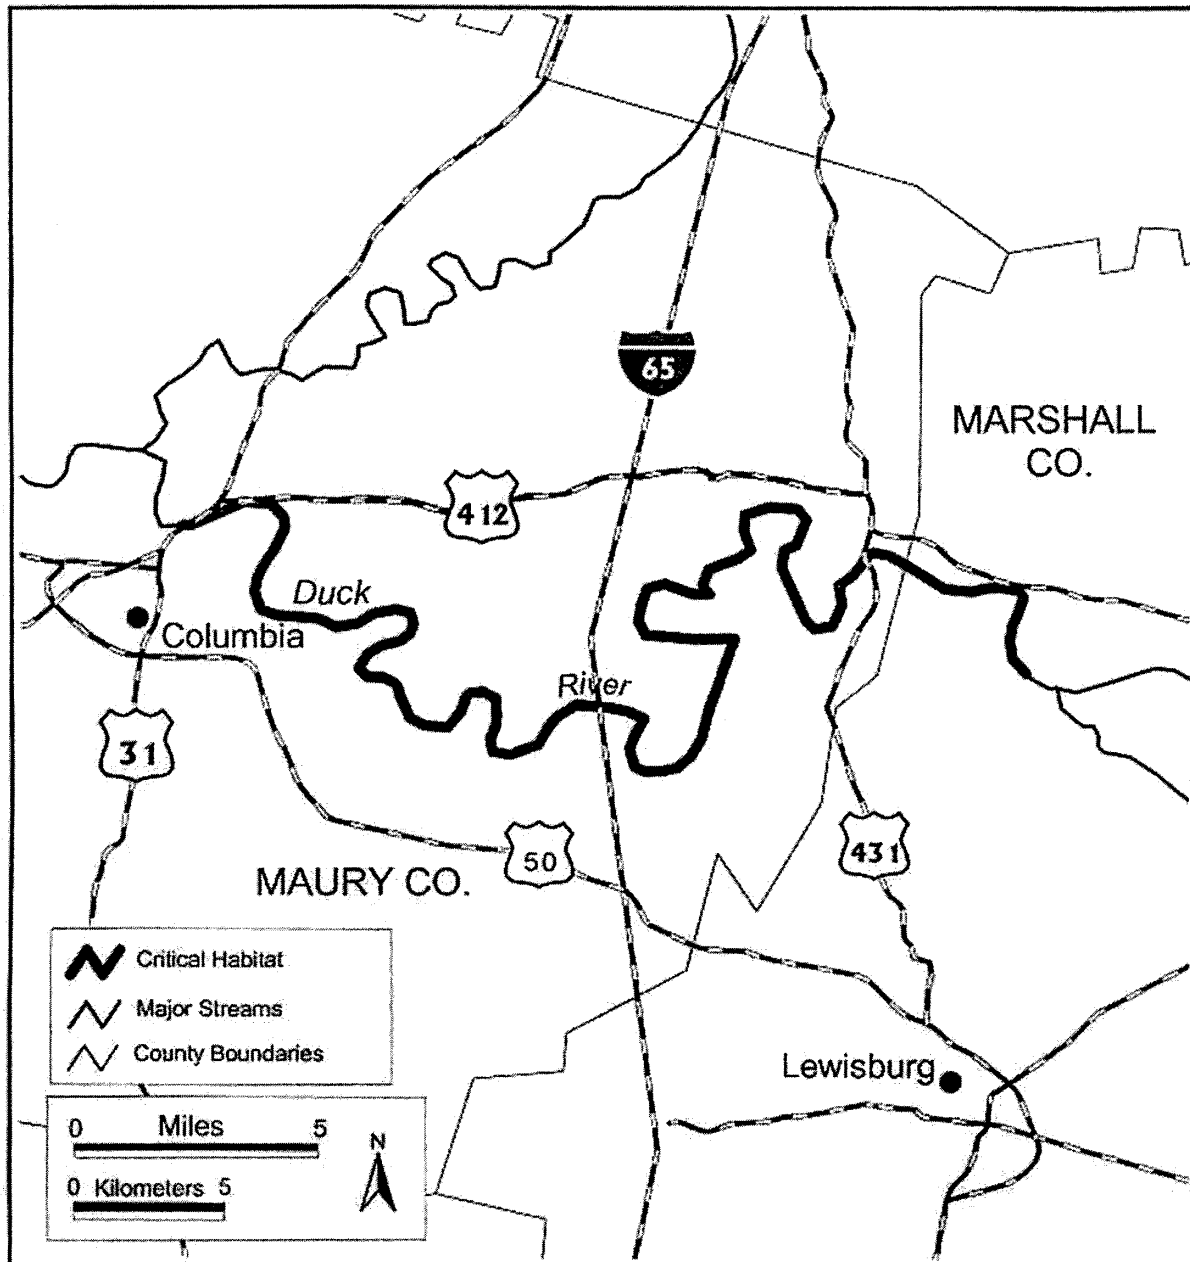 65
MARSHALL
CO.
412
Duck
Columbia
River
31
431
50
MAURY CO.
Critical Habitat
Major Streams
County Boundaries
Lewisburg
0 Miles 5
N
0 Kilometers 5